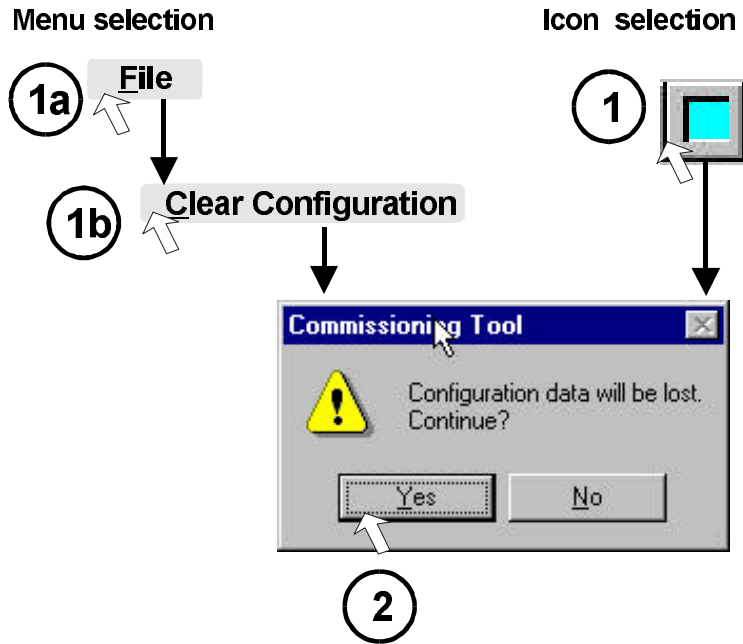 Menu selection
Icon selection
File
1a
1
Clear Configuration
1b
Commissioning Tool
Configuration data will be lost.
Continue?
Yes
No
2